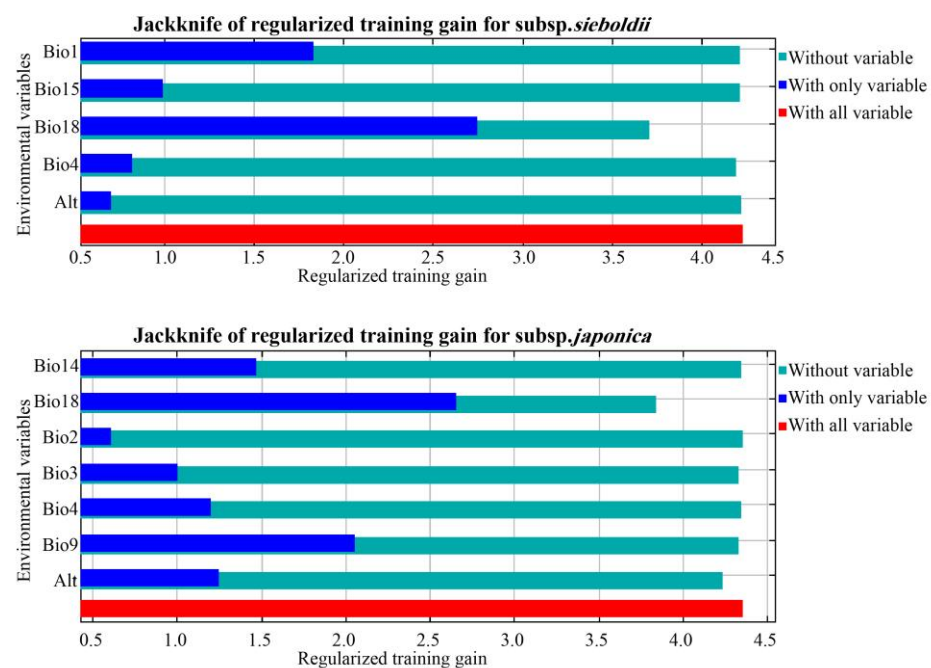 Jackknife of regularized training gain for subsp.sieboldii
Environmental variables
Bio1
Bio15
Bio18
Bio4
Alt
0.5 1.0 1.5 2.0 2.5 3.0 3.5 4.0 4.5
Regularized training gain
Without variable
With only variable
With all variable
Jackknife of regularized training gain for subsp.japonica
Environmental variables
Bio14
Bio18
Bio2
Bio3
Bio4
Bio9
Alt
0.5 1.0 1.5 2.0 2.5 3.0 3.5 4.0 4.5
Regularized training gain
Without variable
With only variable
With all variable